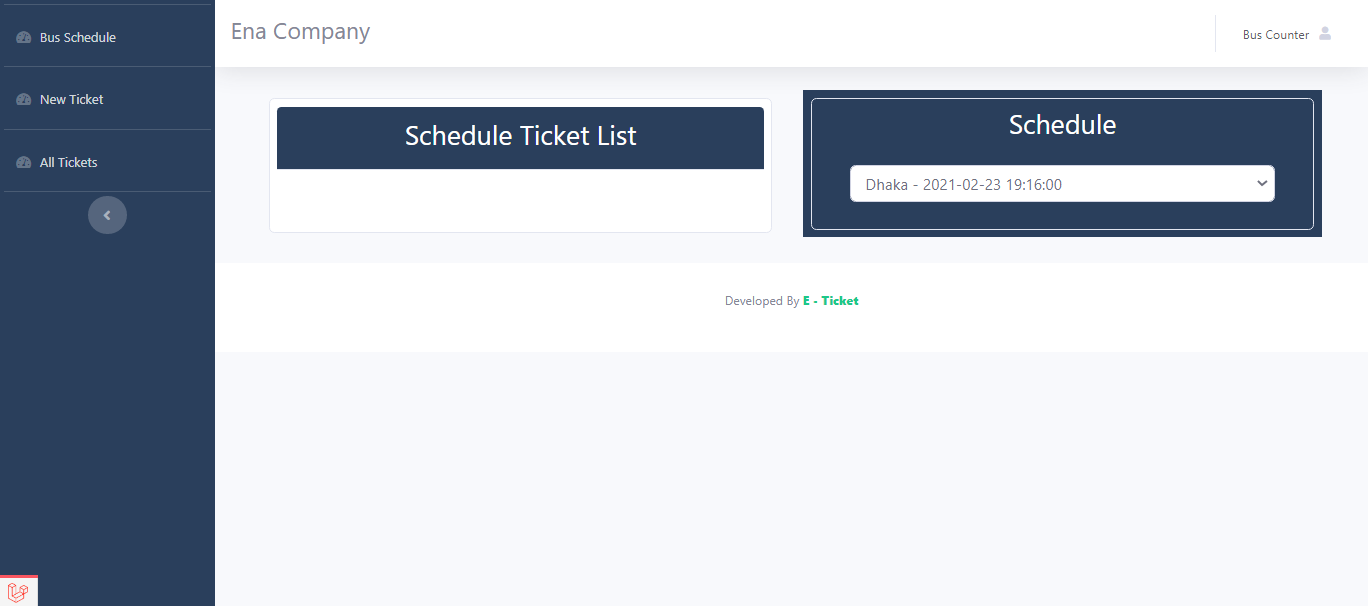 Bus Schedule
New Ticket
All Tickets
Ena Company
Bus Counter
Schedule Ticket List
Schedule
Dhaka - 2021-02-23 19:16:00
Developed By E - Ticket